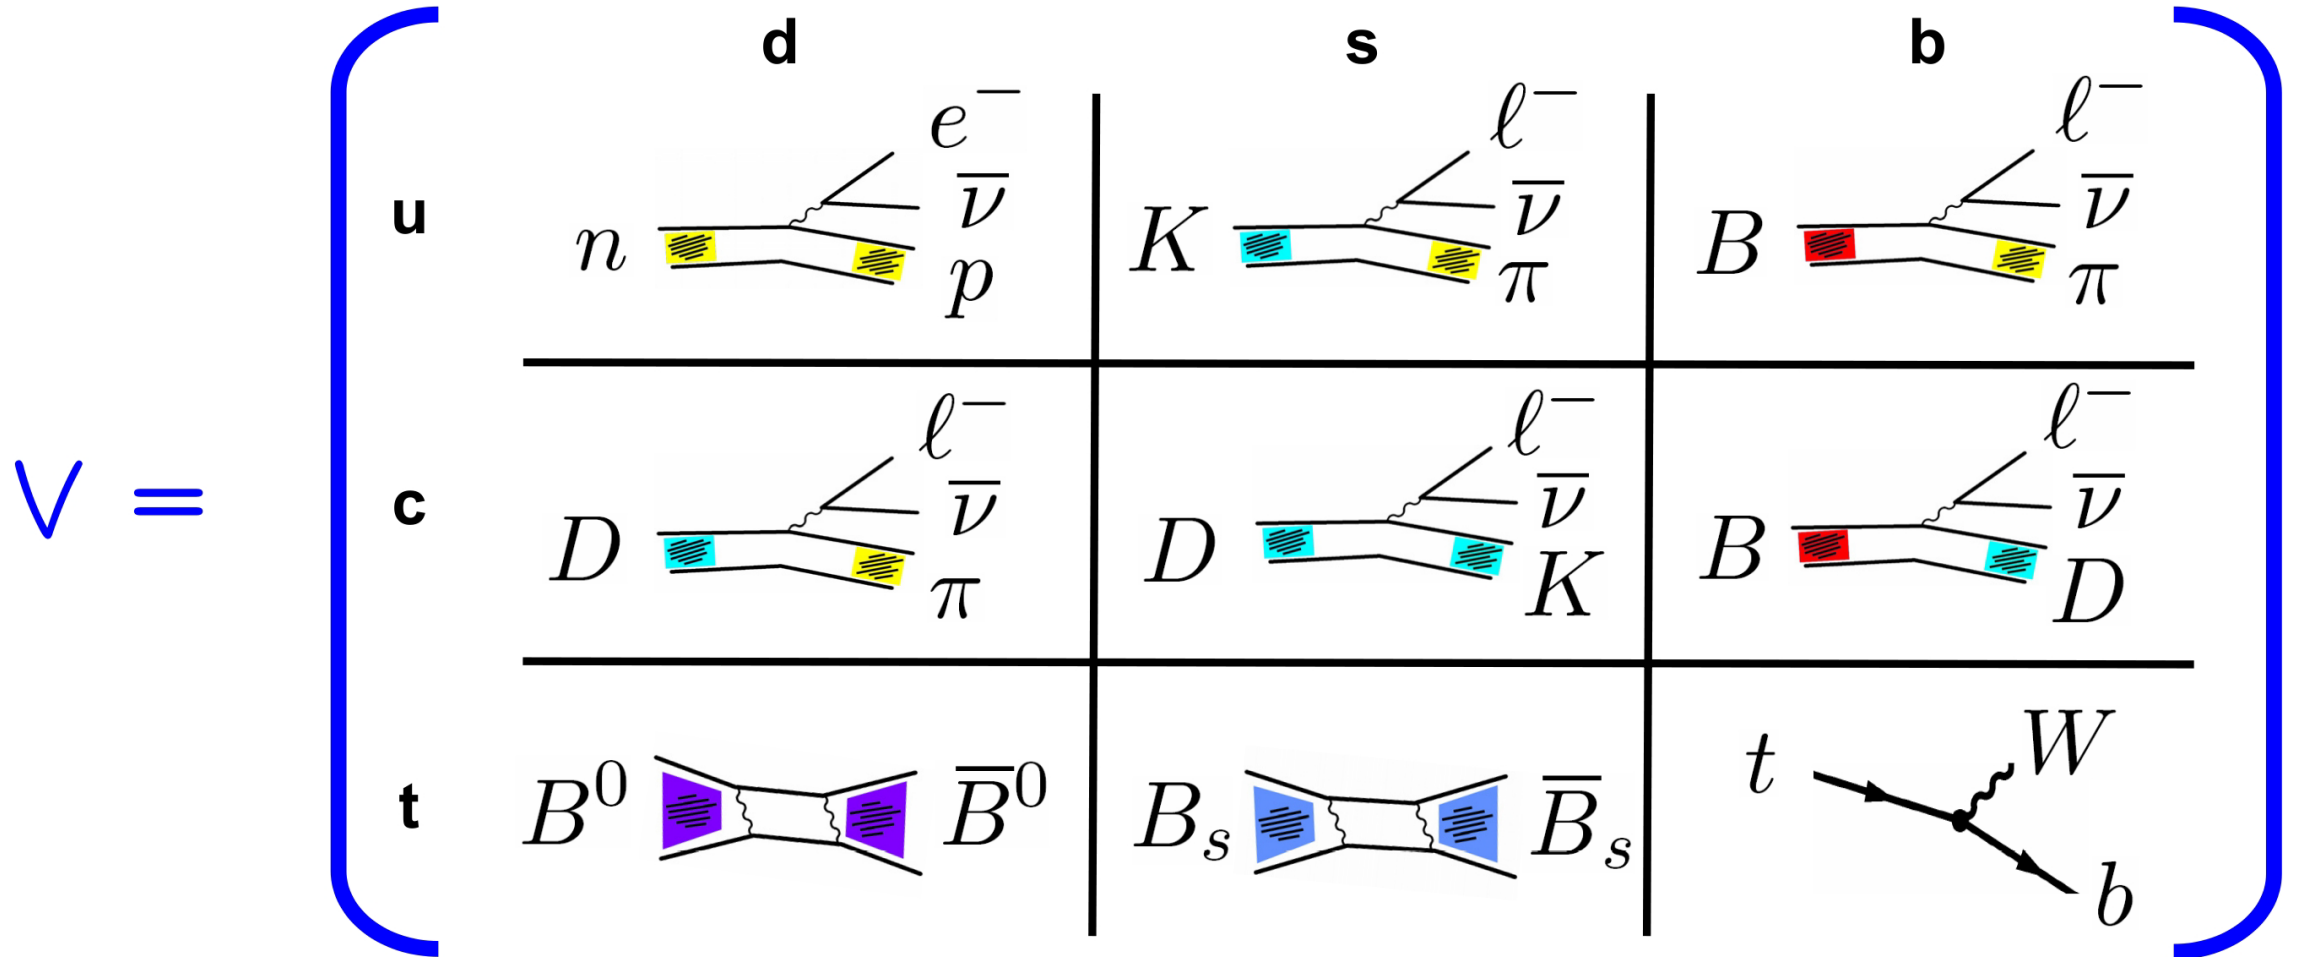 d s b
u n e⁻ ν̄ p K ℓ⁻ ν̄ π B ℓ⁻ ν̄ π
V = c D ℓ⁻ ν̄ π D ℓ⁻ ν̄ K B ℓ⁻ ν̄ D
t B⁰ B̄⁰ Bₛ B̄ₛ t W b